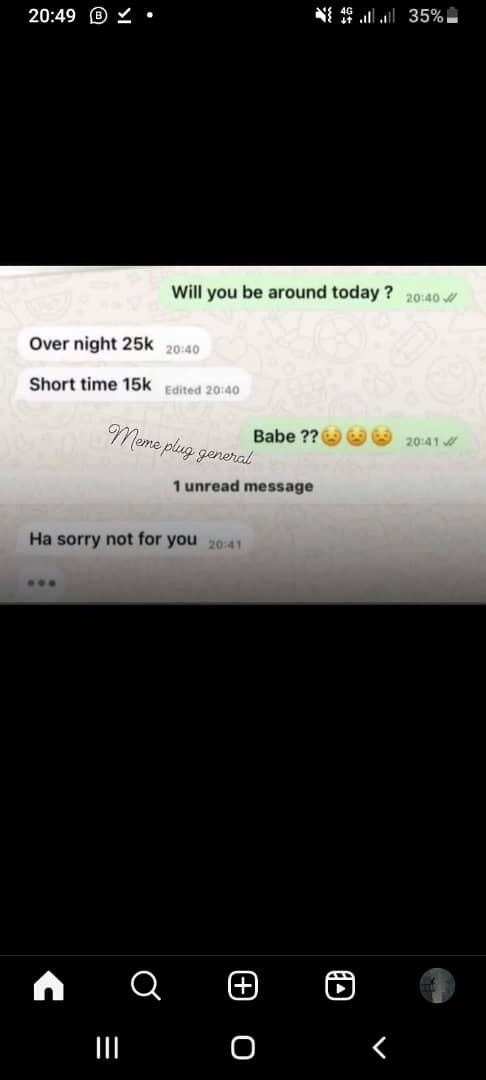 20:49
4G 35%
Will you be around today ? 20:40
Over night 25k 20:40
Short time 15k Edited 20:40
Babe ??😟😟😟 20:41
Meme plug general
1 unread message
Ha sorry not for you 20:41